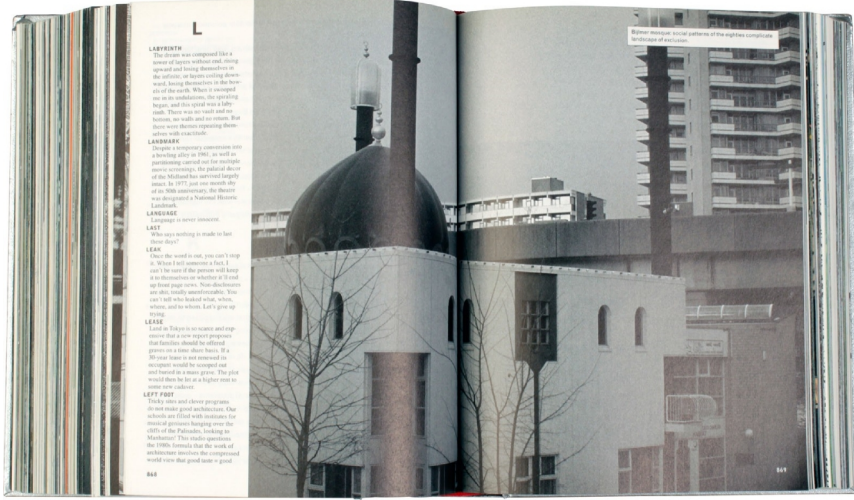 L
LABYRINTH
The dream was composed like a
tower of layers without end, rising
upward and losing themselves in
the infinite, or layers coiling down-
ward, losing themselves in the bow-
els of the earth. When it swooped
me in its undulations, the spiraling
began, and this spiral was a laby-
rinth. There was no vault and no
bottom, no walls and no return. But
there were themes repeating them-
selves with exactitude.
LANDMARK
Despite a temporary conversion into
a bowling alley in 1961, as well as
partitioning carried out for multiple
movie screenings, the palatial decor
of the Midland has survived largely
intact. In 1977, just one month shy
of its 50th anniversary, the theatre
was designated a National Historic
Landmark.
LANGUAGE
Language is never innocent.
LAST
Who says nothing is made to last
these days?
LEAK
Once the word is out, you can't stop
it. When I tell someone a fact, I
can't be sure if the person will keep
it to themselves or whether it'll end
up front page news. Non-disclosures
are shit, totally unenforceable. You
can't tell who leaked what, when,
where, and to whom. Let's give up
trying.
LEASE
Land in Tokyo is so scarce and exp-
ensive that a new report proposes
that families should be offered
graves on a time share basis. If a
30-year lease is not renewed its
occupant would be scooped out
and buried in a mass grave. The plot
would then be let at a higher rent to
some new cadaver.
LEFT FOOT
Tricky sites and clever programs
do not make good architecture. Our
schools are filled with institutes for
musical geniuses hanging over the
cliffs of the Palisades, looking to
Manhattan! This studio questions
the 1980s formula that the work of
architecture involves the compressed
world view that good taste = good
868
Bijlmer mosque: social patterns of the eighties complicate
landscape of exclusion.
869